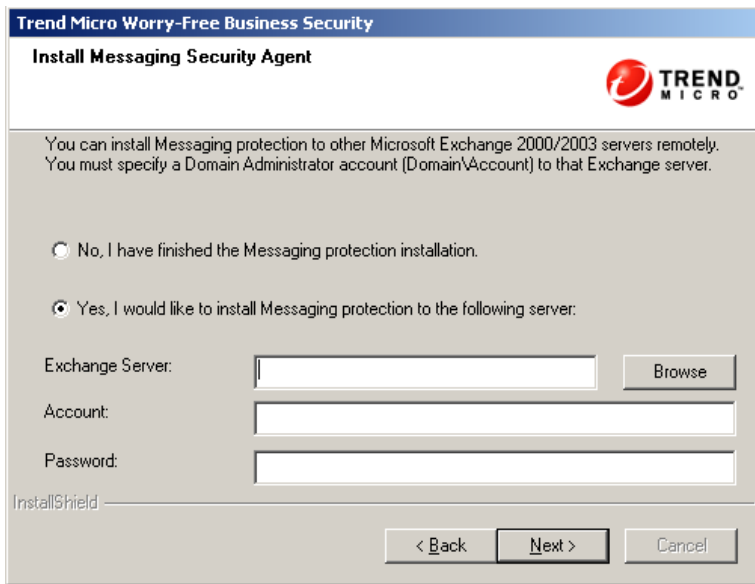 Trend Micro Worry-Free Business Security
Install Messaging Security Agent
TREND
MICRO™
You can install Messaging protection to other Microsoft Exchange 2000/2003 servers remotely.
You must specify a Domain Administrator account (Domain\Account) to that Exchange server.
No, I have finished the Messaging protection installation.
Yes, I would like to install Messaging protection to the following server:
Exchange Server:
Browse
Account:
Password:
InstallShield
< Back
Next >
Cancel